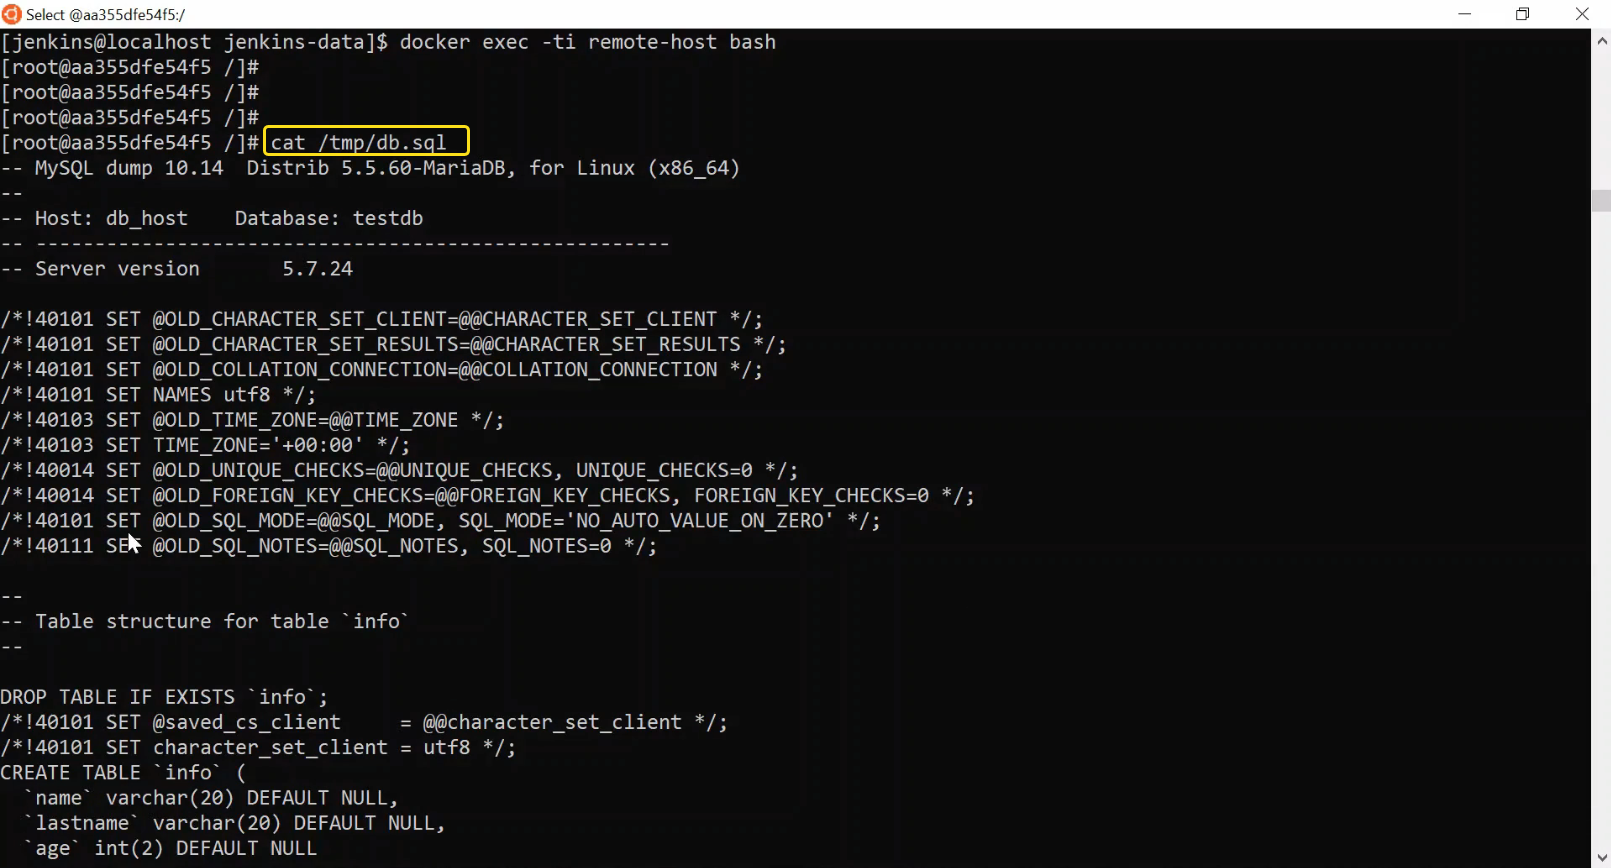 Select @aa355dfe54f5:/
[jenkins@localhost jenkins-data]$ docker exec -ti remote-host bash
[root@aa355dfe54f5 /]#
[root@aa355dfe54f5 /]#
[root@aa355dfe54f5 /]#
[root@aa355dfe54f5 /]# cat /tmp/db.sql
-- MySQL dump 10.14  Distrib 5.5.60-MariaDB, for Linux (x86_64)
--
-- Host: db_host    Database: testdb
-- ------------------------------------------------------
-- Server version       5.7.24
/*!40101 SET @OLD_CHARACTER_SET_CLIENT=@@CHARACTER_SET_CLIENT */;
/*!40101 SET @OLD_CHARACTER_SET_RESULTS=@@CHARACTER_SET_RESULTS */;
/*!40101 SET @OLD_COLLATION_CONNECTION=@@COLLATION_CONNECTION */;
/*!40101 SET NAMES utf8 */;
/*!40103 SET @OLD_TIME_ZONE=@@TIME_ZONE */;
/*!40103 SET TIME_ZONE='+00:00' */;
/*!40014 SET @OLD_UNIQUE_CHECKS=@@UNIQUE_CHECKS, UNIQUE_CHECKS=0 */;
/*!40014 SET @OLD_FOREIGN_KEY_CHECKS=@@FOREIGN_KEY_CHECKS, FOREIGN_KEY_CHECKS=0 */;
/*!40101 SET @OLD_SQL_MODE=@@SQL_MODE, SQL_MODE='NO_AUTO_VALUE_ON_ZERO' */;
/*!40111 SET @OLD_SQL_NOTES=@@SQL_NOTES, SQL_NOTES=0 */;
--
-- Table structure for table `info`
--
DROP TABLE IF EXISTS `info`;
/*!40101 SET @saved_cs_client     = @@character_set_client */;
/*!40101 SET character_set_client = utf8 */;
CREATE TABLE `info` (
  `name` varchar(20) DEFAULT NULL,
  `lastname` varchar(20) DEFAULT NULL,
  `age` int(2) DEFAULT NULL